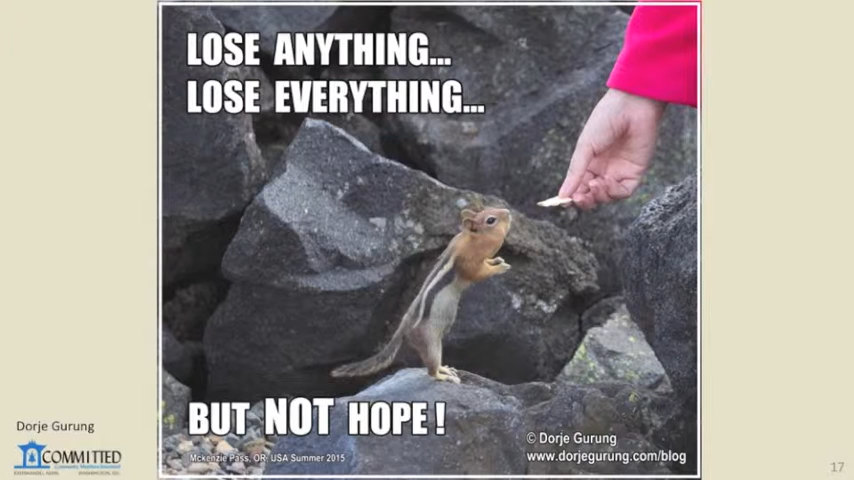 LOSE ANYTHING...
LOSE EVERYTHING...
BUT NOT HOPE!
Mckenzie Pass, OR, USA Summer 2015
© Dorje Gurung
www.dorjegurung.com/blog
Dorje Gurung
COMMITTED
17